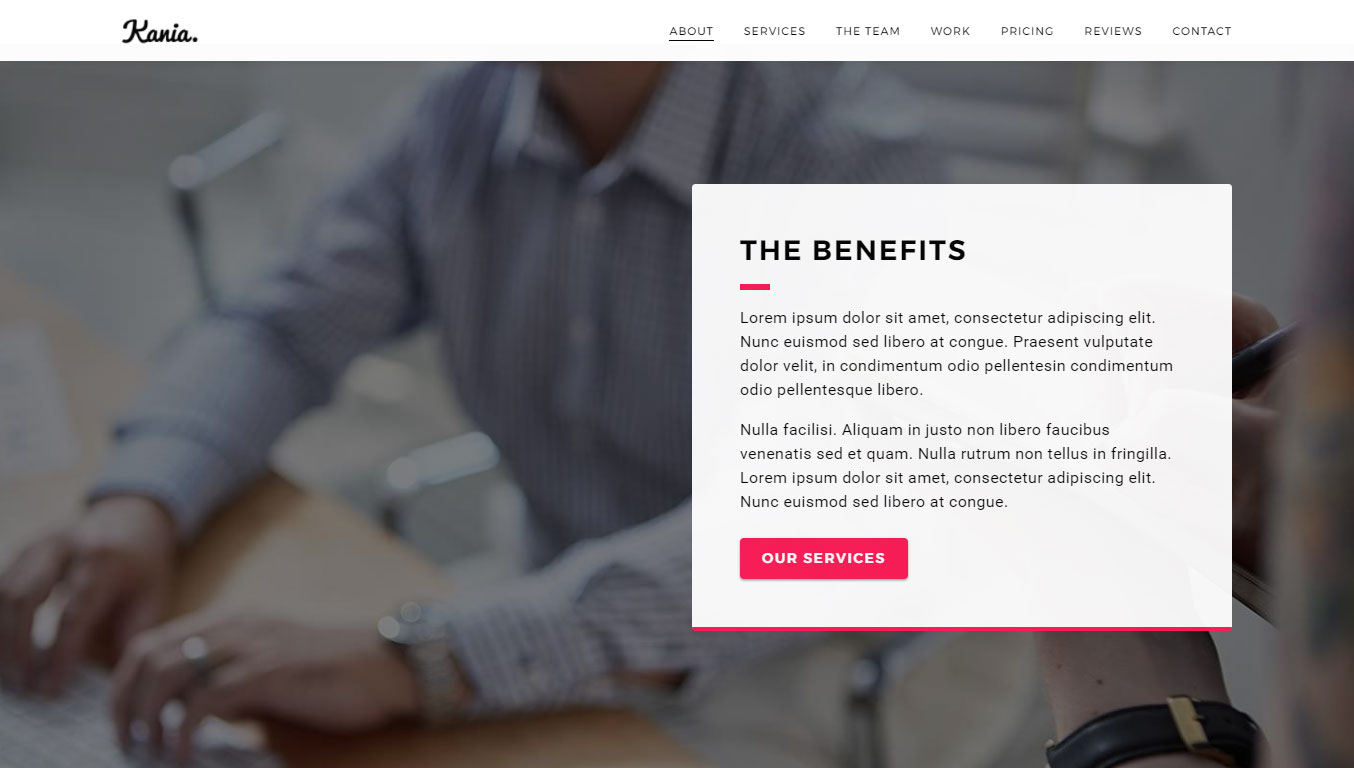 Kania.
ABOUT SERVICES THE TEAM WORK PRICING REVIEWS CONTACT
THE BENEFITS
Lorem ipsum dolor sit amet, consectetur adipiscing elit.
Nunc euismod sed libero at congue. Praesent vulputate
dolor velit, in condimentum odio pellentesin condimentum
odio pellentesque libero.
Nulla facilisi. Aliquam in justo non libero faucibus
venenatis sed et quam. Nulla rutrum non tellus in fringilla.
Lorem ipsum dolor sit amet, consectetur adipiscing elit.
Nunc euismod sed libero at congue.
OUR SERVICES